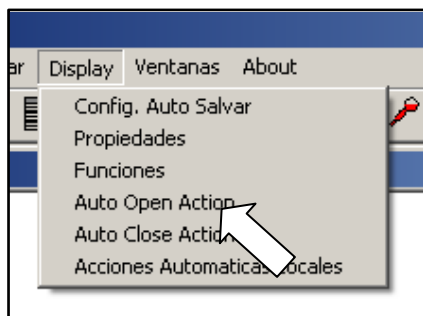 ar Display Ventanas About
Config. Auto Salvar
Propiedades
Funciones
Auto Open Action
Auto Close Action
Acciones Automaticas Locales